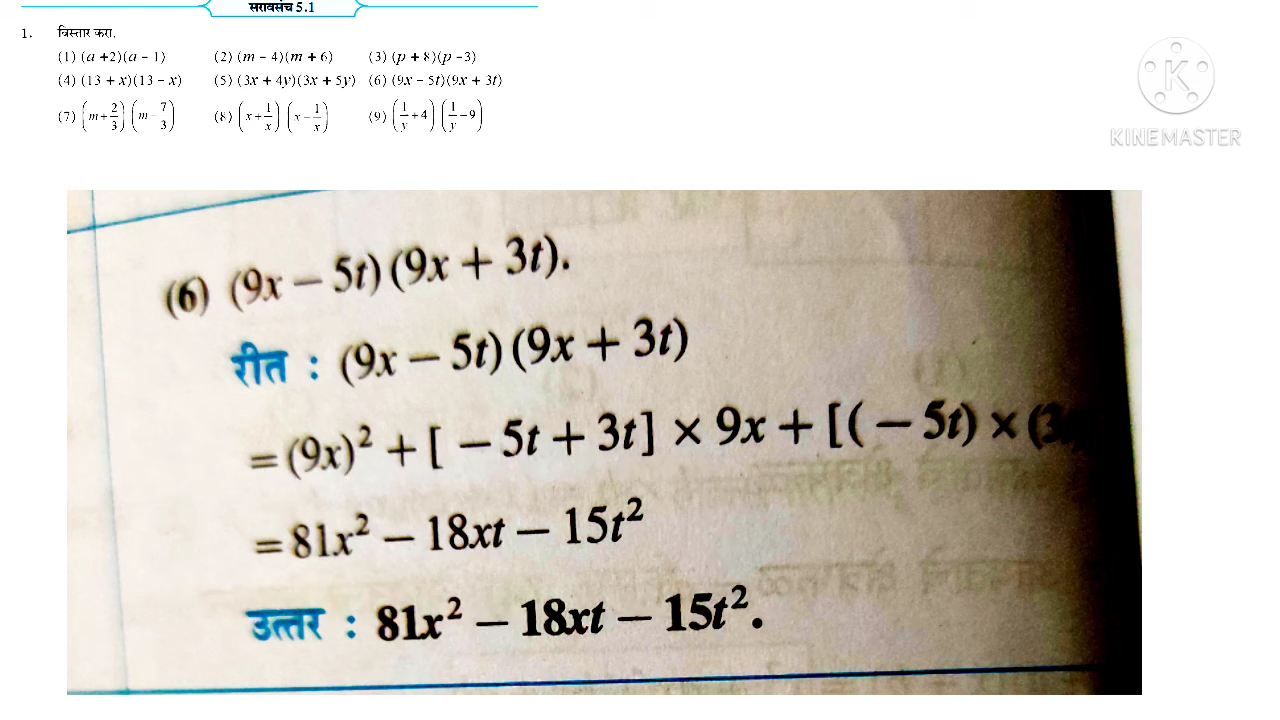 सरावसंच 5.1
1. विस्तार करा.
(1) (a +2)(a – 1) (2) (m – 4)(m + 6) (3) (p + 8)(p –3)
(4) (13 + x)(13 – x) (5) (3x + 4y)(3x + 5y) (6) (9x – 5t)(9x + 3t)
(7) (m+2/3) (m–7/3) (8) (x+1/x) (x–1/x) (9) (1/y+4) (1/y–9)
K
KINEMASTER
(6) (9x – 5t) (9x + 3t).
रीत : (9x – 5t) (9x + 3t)
= (9x)² + [ – 5t + 3t] × 9x + [( – 5t) × (3
= 81x² – 18xt – 15t²
उत्तर : 81x² – 18xt – 15t².